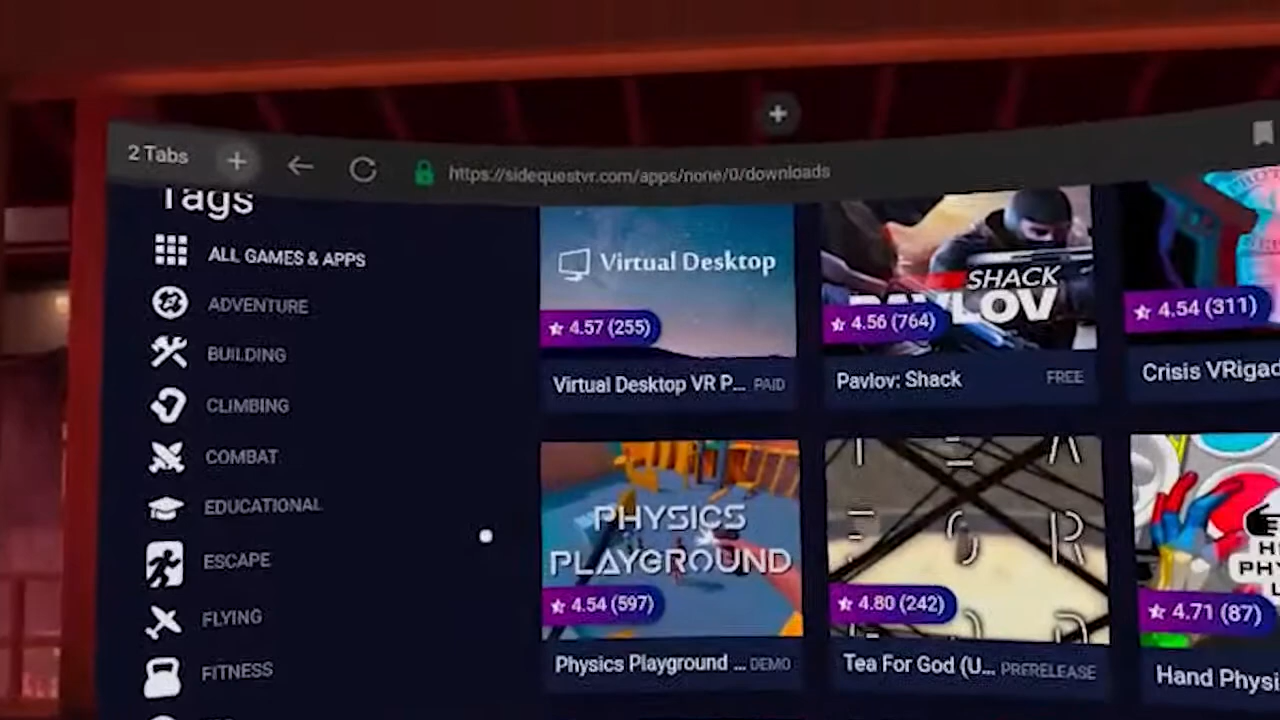 2 Tabs
https://sidequestvr.com/apps/none/0/downloads
Tags
ALL GAMES & APPS
ADVENTURE
BUILDING
CLIMBING
COMBAT
EDUCATIONAL
ESCAPE
FLYING
FITNESS
Virtual Desktop
4.57 (255)
Virtual Desktop VR P... PAID
SHACK
PAVLOV
4.56 (764)
Pavlov: Shack FREE
4.54 (311)
Crisis VRigad
PHYSICS
PLAYGROUND
4.54 (597)
Physics Playground ... DEMO
T E A
F O R
4.80 (242)
Tea For God (U... PRERELEASE
4.71 (87)
Hand Physi